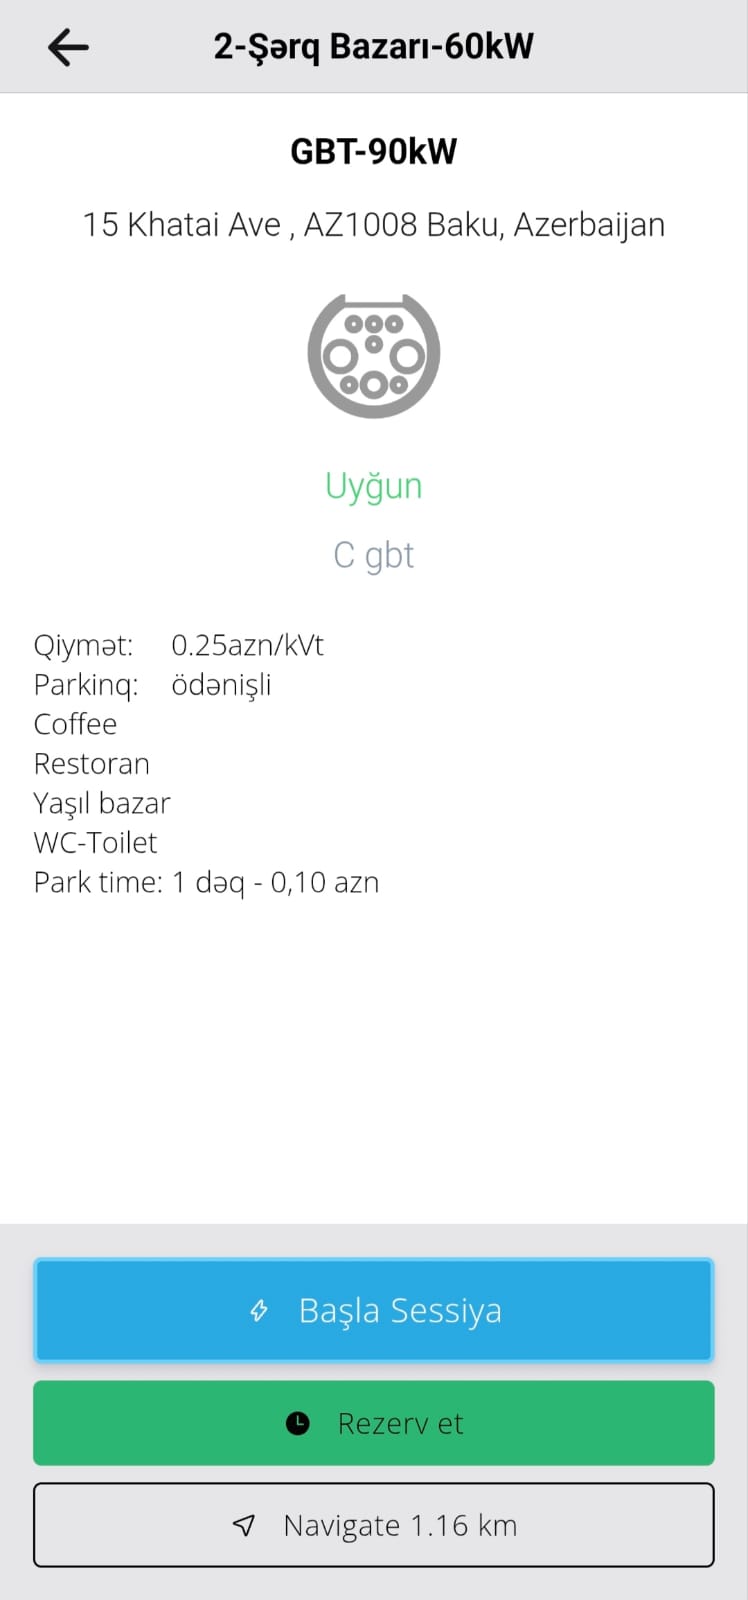 2-Şərq Bazarı-60kW
GBT-90kW
15 Khatai Ave , AZ1008 Baku, Azerbaijan
Uyğun
C gbt
Qiymət: 0.25azn/kVt
Parkinq: ödənişli
Coffee
Restoran
Yaşıl bazar
WC-Toilet
Park time: 1 dəq - 0,10 azn
Başla Sessiya
Rezerv et
Navigate 1.16 km